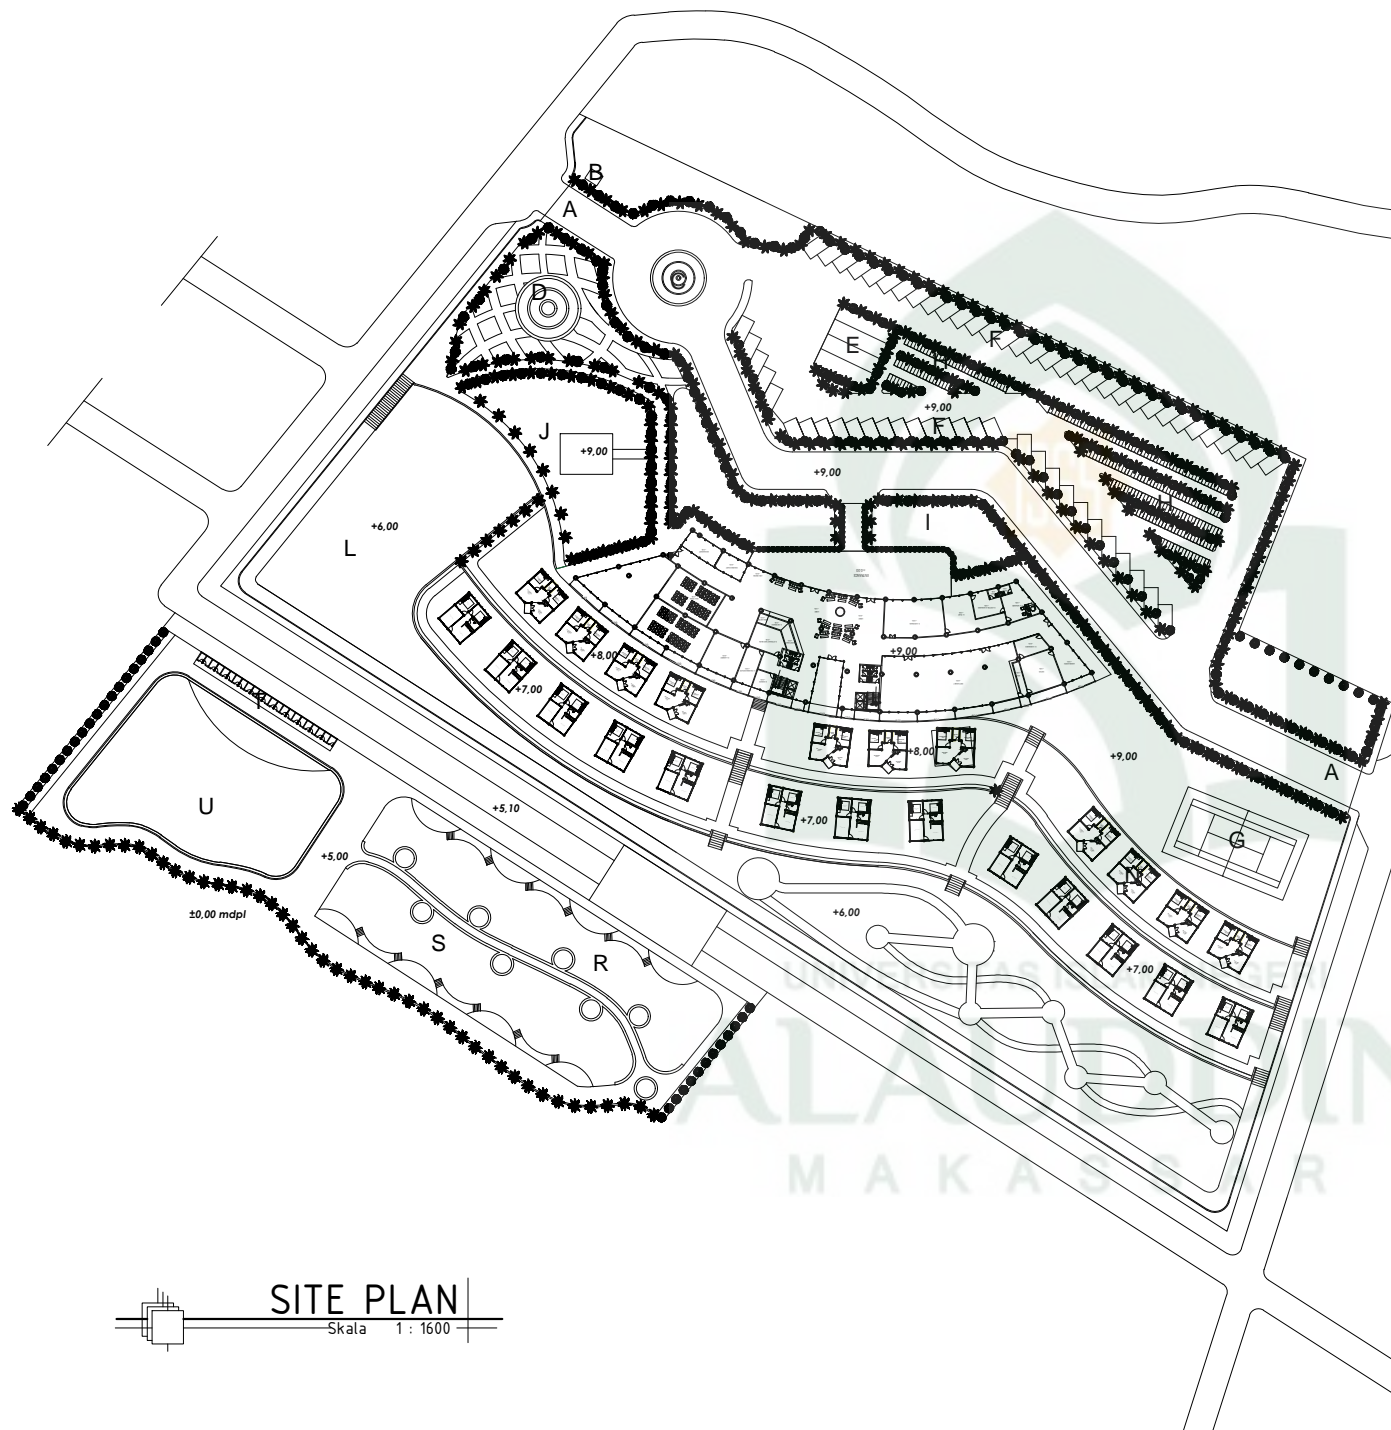 B
A
D
E
F
+9,00
F
J
+9,00
+9,00
H
I
+6,00
L
+9,00
+8,00
+7,00
+8,00
+9,00
A
T
U
+5,10
+7,00
G
N
+5,00
±0,00 mdpl
+6,00
S
R
+7,00
UNIVERSITAS ISLAM NEGERI
ALAUDDIN
MAKASSAR
SITE PLAN
Skala 1 : 1600